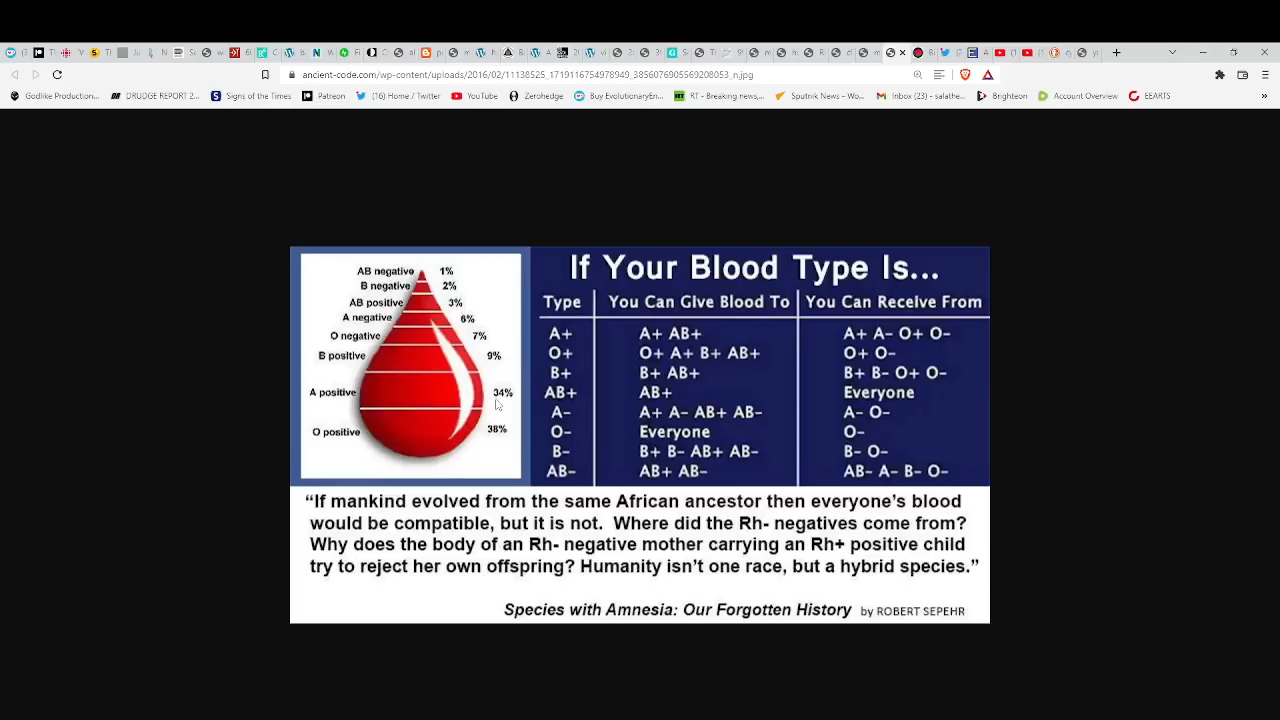 ancient-code.com/wp-content/uploads/2016/02/11138525_1719116754978949_3856076905569208053_n.jpg
Godlike Production...
DRUDGE REPORT 2...
Signs of the Times
Patreon
(16) Home / Twitter
YouTube
Zerohedge
Buy EvolutionaryEn...
RT - Breaking news,...
Sputnik News - Wo...
Inbox (23) - salathe...
Brighteon
Account Overview
EEARTS
AB negative 1%
B negative 2%
AB positive 3%
A negative 6%
O negative 7%
B positive 9%
A positive 34%
O positive 38%
If Your Blood Type Is...
Type You Can Give Blood To You Can Receive From
A+ A+ AB+ A+ A- O+ O-
O+ O+ A+ B+ AB+ O+ O-
B+ B+ AB+ B+ B- O+ O-
AB+ AB+ Everyone
A- A+ A- AB+ AB- A- O-
O- Everyone O-
B- B+ B- AB+ AB- B- O-
AB- AB+ AB- AB- A- B- O-
“If mankind evolved from the same African ancestor then everyone’s blood
would be compatible, but it is not. Where did the Rh- negatives come from?
Why does the body of an Rh- negative mother carrying an Rh+ positive child
try to reject her own offspring? Humanity isn’t one race, but a hybrid species.”
Species with Amnesia: Our Forgotten History by ROBERT SEPEHR